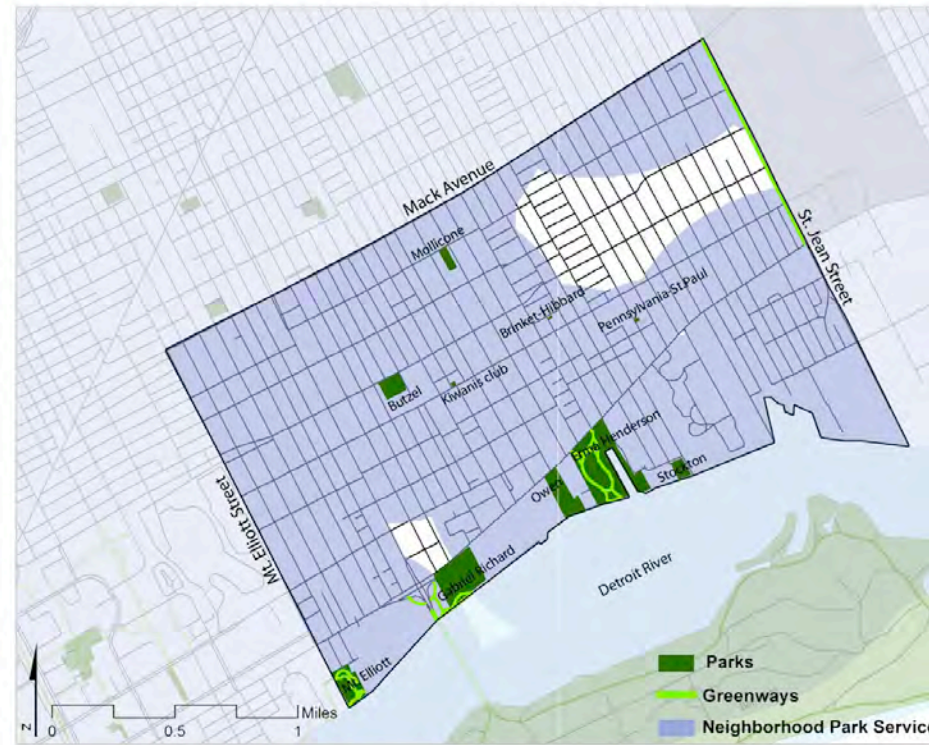 Mack Avenue
St. Jean Street
Mollicone
Brinket-Hibbard
Pennsylvania-St.Paul
Butzel
Kiwanis club
Erma Henderson
Owen
Stockton
Mt. Elliott Street
Gabriel Richard
Detroit River
Mt. Elliott
Parks
Greenways
Neighborhood Park Service
N
0 0.5 1 Miles